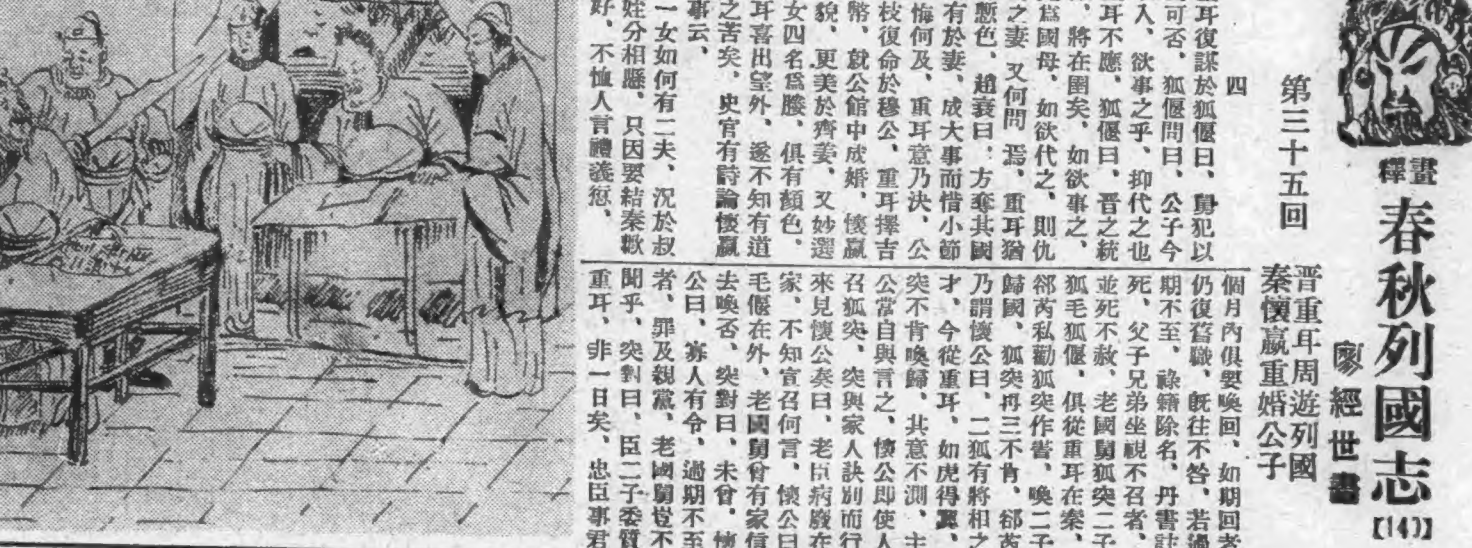 畫釋
春秋列國志
廖經世書
第三十五回
晋重耳周遊列國
秦懷嬴重婚公子
四
耳復謀於狐偃曰、舅犯以
可否、狐偃問曰、公子今
人、欲事之乎、抑代之也
耳不應、狐偃曰、晋之統
、將在圉矣、如欲事之、
爲國母、如欲代之、則仇
之妻、又何問焉、重耳猶
慙色、趙衰曰、方奪其國
有於妻、成大事而惜小節
悔何及、重耳意乃決、公
枝復命於穆公、重耳擇吉
幣、就公館中成婚、懷嬴
貌、更美於齊姜、又妙選
女四名爲媵、俱有顏色、
耳喜出望外、遂不知有道
之苦矣、史官有詩論懷嬴
事云、
一女如何有二夫、況於叔
姪分相懸、只因要結秦歡
好、不恤人言禮義愆、
個月內俱要喚回、如期回者
仍復舊職、旣往不咎、若過
期不至、祿籍除名、丹書註
死、父子兄弟坐視不召者、
並死不赦、老國舅狐突二子
狐毛狐偃、俱從重耳在秦、
郤芮私勸狐突作書、喚二子
歸國、狐突再三不肯、郤芮
乃謂懷公曰、二狐有將相之
才、今從重耳、如虎得翼、
突不肯喚歸、其意不測、主
公當自與言之、懷公即使人
召狐突、突與家人訣別而行
來見懷公奏曰、老臣病廢在
家、不知宣召何言、懷公曰
毛偃在外、老國舅曾有家信
去喚否、突對曰、未曾、懷
公曰、寡人有令、過期不至
者、罪及親黨、老國舅豈不
聞乎、突對曰、臣二子委質
重耳、非一日矣、忠臣事君